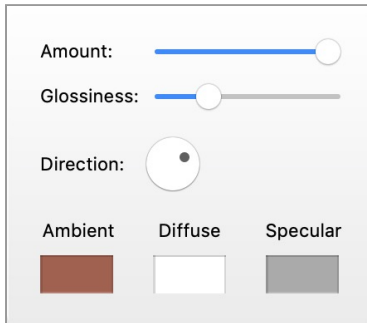 Amount:
Glossiness:
Direction:
Ambient Diffuse Specular